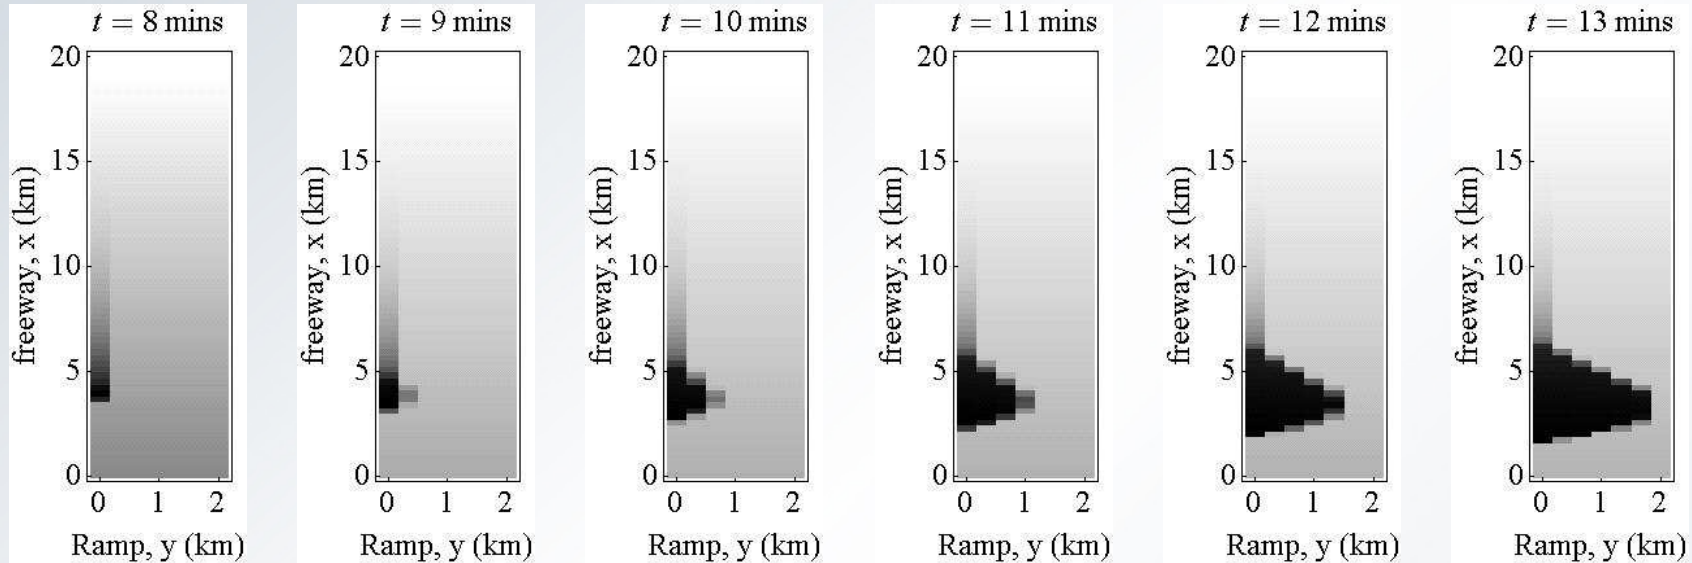 t = 8 mins
20
15
10
5
0
freeway, x (km)
0 1 2
Ramp, y (km)
t = 9 mins
20
15
10
5
0
freeway, x (km)
0 1 2
Ramp, y (km)
t = 10 mins
20
15
10
5
0
freeway, x (km)
0 1 2
Ramp, y (km)
t = 11 mins
20
15
10
5
0
freeway, x (km)
0 1 2
Ramp, y (km)
t = 12 mins
20
15
10
5
0
freeway, x (km)
0 1 2
Ramp, y (km)
t = 13 mins
20
15
10
5
0
freeway, x (km)
0 1 2
Ramp, y (km)